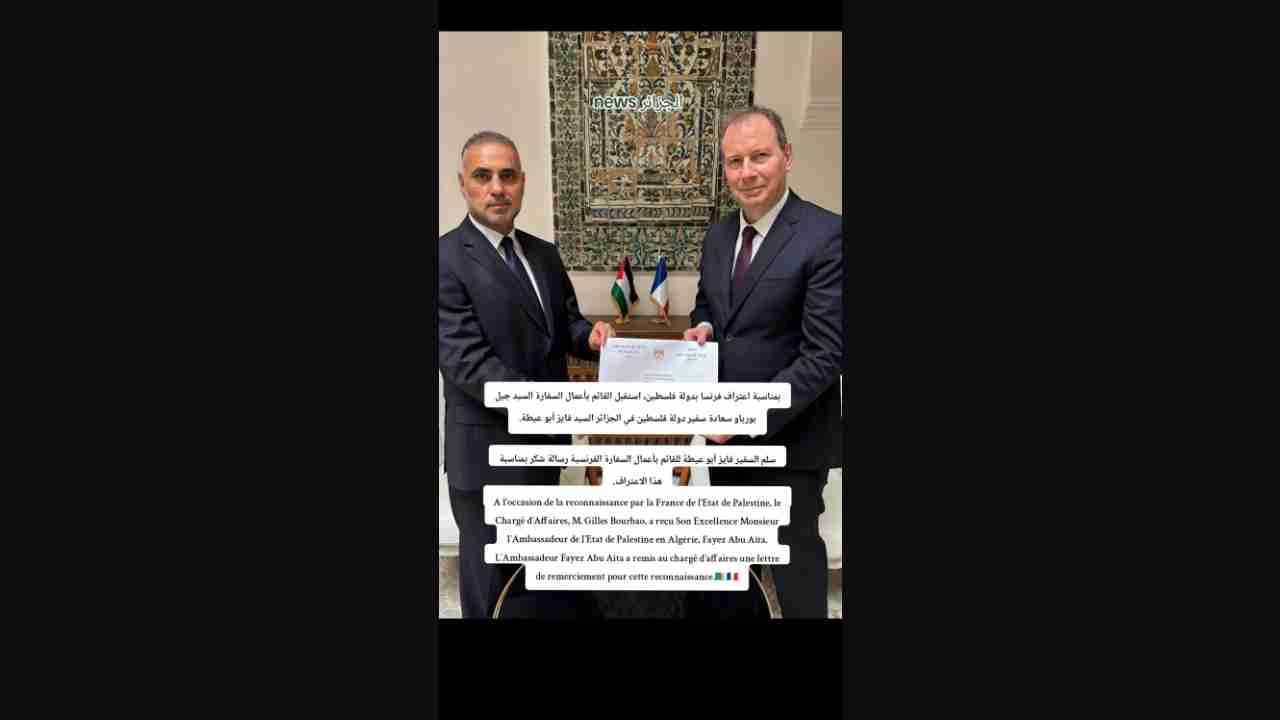 الجزائر news
بمناسبة اعتراف فرنسا بدولة فلسطين، استقبل القائم بأعمال السفارة السيد جيل
بورباو سعادة سفير دولة فلسطين في الجزائر السيد فايز أبو عيطة.
سلم السفير فايز أبو عيطة للقائم بأعمال السفارة الفرنسية رسالة شكر بمناسبة
هذا الاعتراف.
A l'occasion de la reconnaissance par la France de l'Etat de Palestine, le
Chargé d'Affaires, M. Gilles Bourbao, a reçu Son Excellence Monsieur
l'Ambassadeur de l'Etat de Palestine en Algérie, Fayez Abu Aita.
L'Ambassadeur Fayez Abu Aita a remis au chargé d'affaires une lettre
de remerciement pour cette reconnaissance.🇩🇿🇫🇷